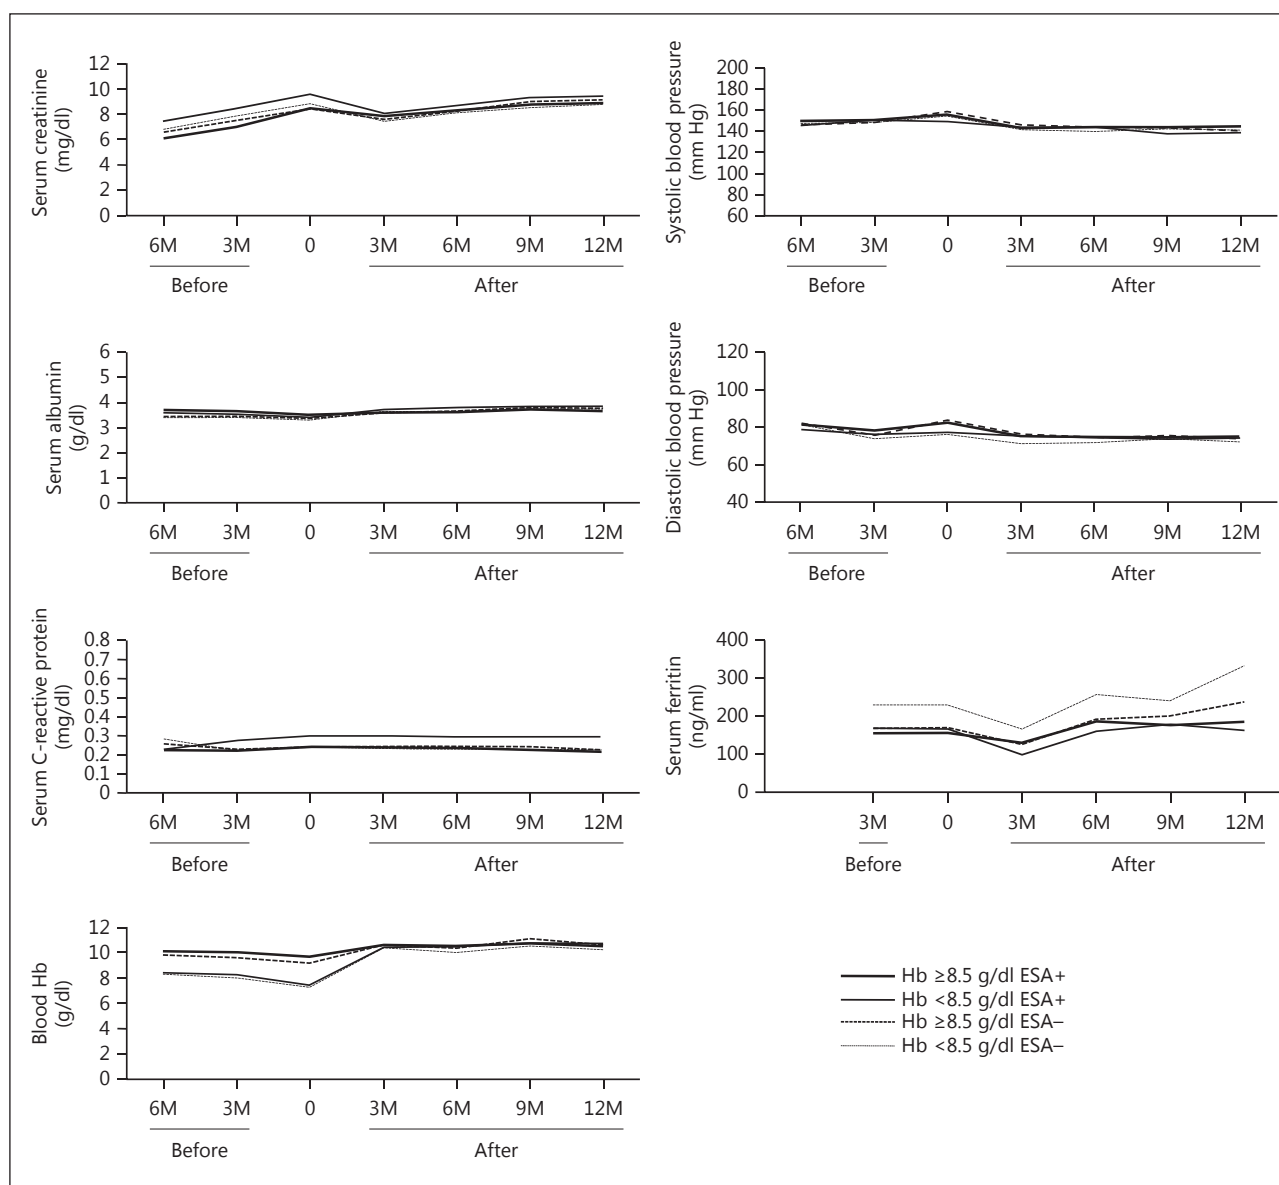 Serum creatinine
(mg/dl)
12
10
8
6
4
2
0
6M 3M 0 3M 6M 9M 12M
Before After
Systolic blood pressure
(mm Hg)
200
180
160
140
120
100
80
60
6M 3M 0 3M 6M 9M 12M
Before After
Serum albumin
(g/dl)
6
5
4
3
2
1
0
6M 3M 0 3M 6M 9M 12M
Before After
Diastolic blood pressure
(mm Hg)
120
100
80
60
40
6M 3M 0 3M 6M 9M 12M
Before After
Serum C-reactive protein
(mg/dl)
0.8
0.7
0.6
0.5
0.4
0.3
0.2
0.1
0
6M 3M 0 3M 6M 9M 12M
Before After
Serum ferritin
(ng/ml)
400
300
200
100
0
3M 0 3M 6M 9M 12M
Before After
Blood Hb
(g/dl)
12
10
8
6
4
2
0
6M 3M 0 3M 6M 9M 12M
Before After
Hb ≥8.5 g/dl ESA+
Hb <8.5 g/dl ESA+
Hb ≥8.5 g/dl ESA–
Hb <8.5 g/dl ESA–